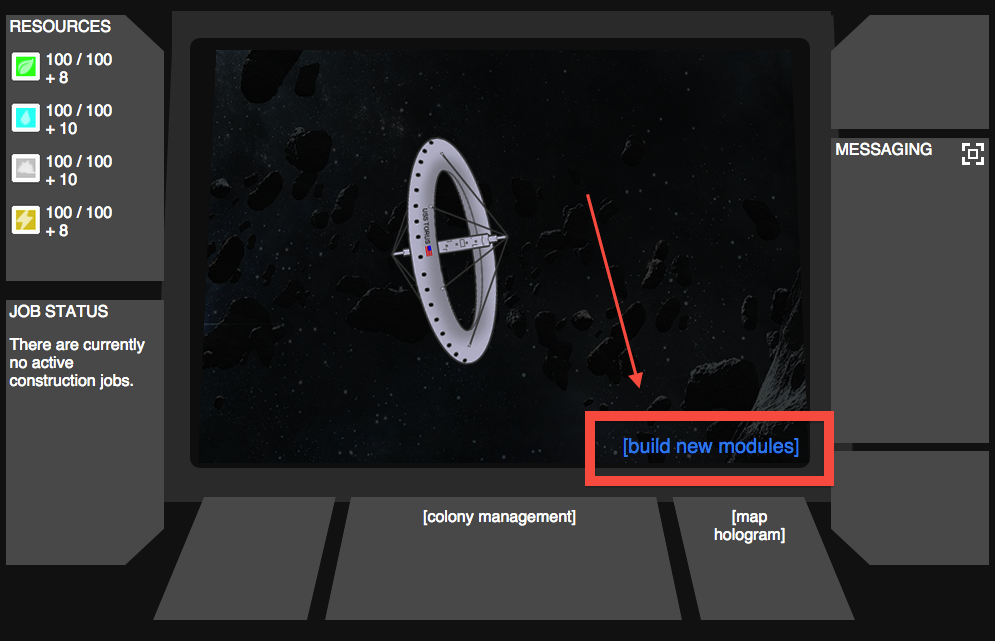 RESOURCES
100 / 100
+ 8
100 / 100
+ 10
100 / 100
+ 10
100 / 100
+ 8
JOB STATUS
There are currently
no active
construction jobs.
USS TORUS
[build new modules]
MESSAGING
[colony management]
[map
hologram]